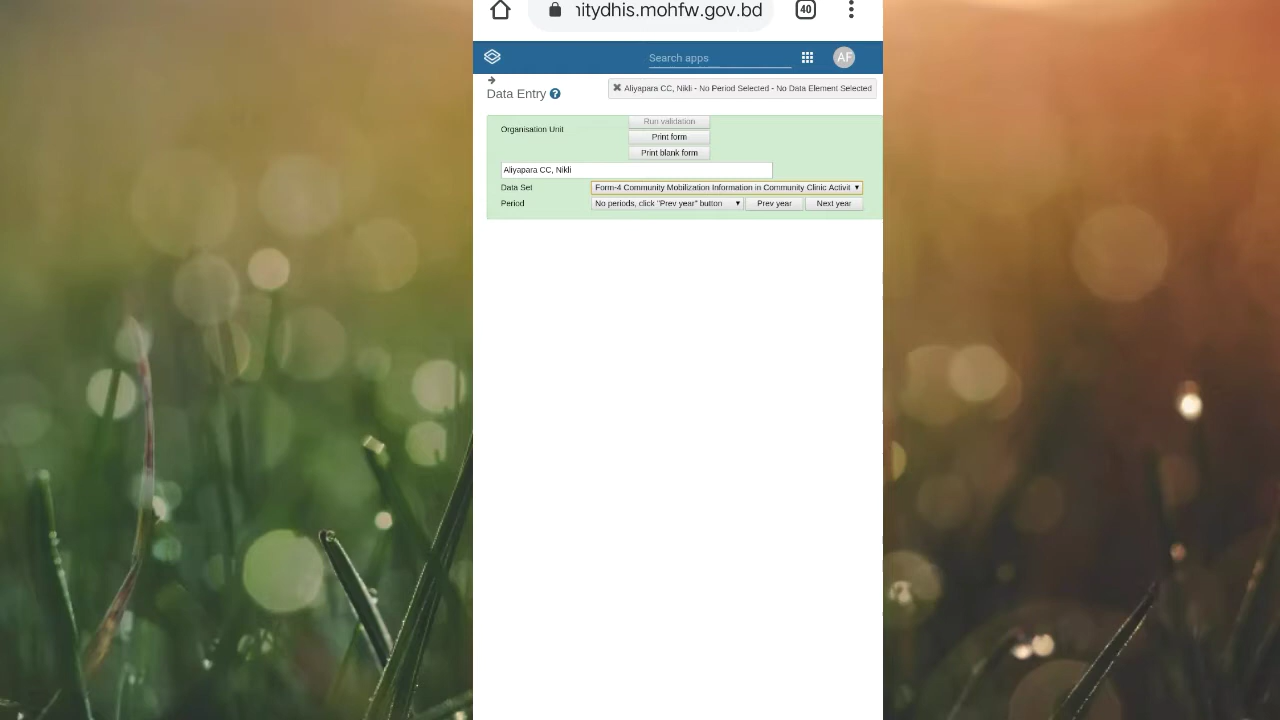 nitydhis.mohfw.gov.bd
40
Search apps
AF
Data Entry ?
✖ Aliyapara CC, Nikli - No Period Selected - No Data Element Selected
Organisation Unit
Run validation
Print form
Print blank form
Aliyapara CC, Nikli
Data Set
Form-4 Community Mobilization Information in Community Clinic Activit
Period
No periods, click "Prev year" button
Prev year
Next year